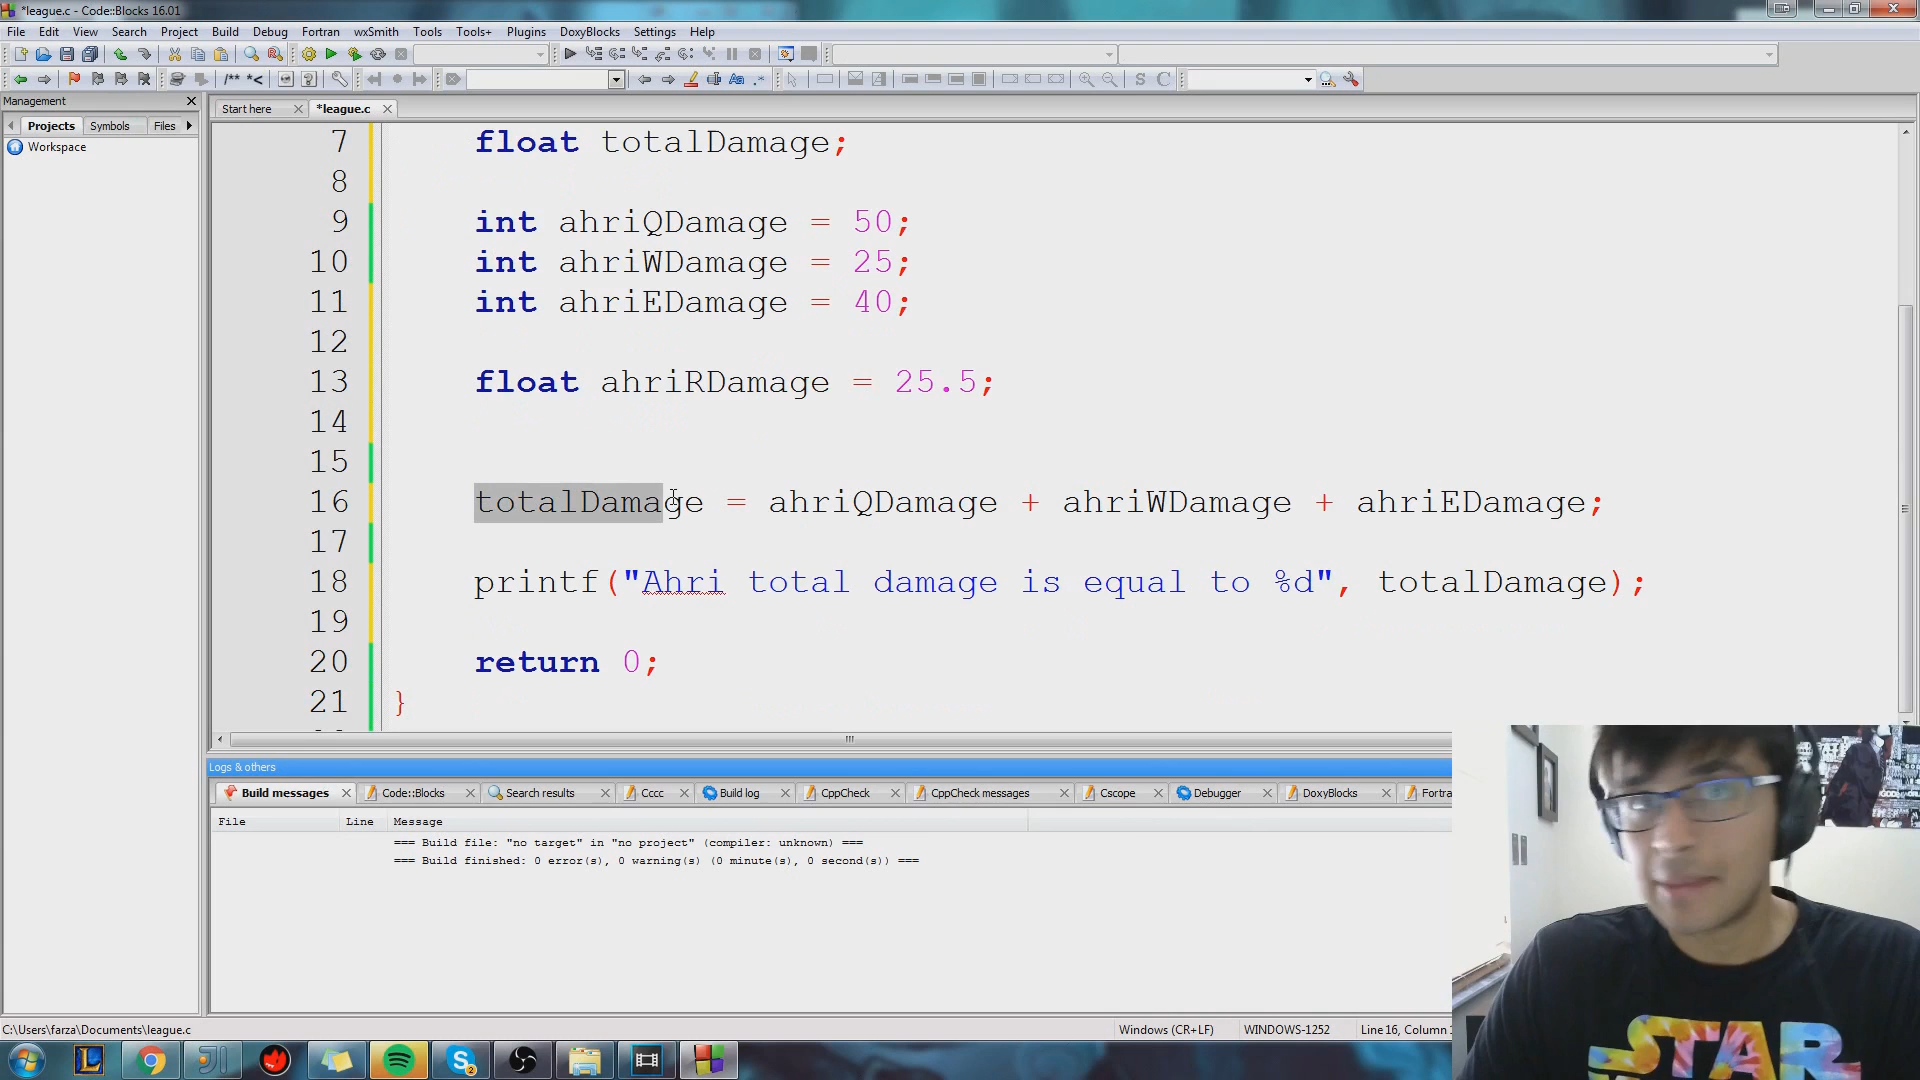 *league.c - Code::Blocks 16.01
File Edit View Search Project Build Debug Fortran wxSmith Tools Tools+ Plugins DoxyBlocks Settings Help
Management
Projects Symbols Files
Workspace
Start here *league.c
7 float totalDamage;
8
9 int ahriQDamage = 50;
10 int ahriWDamage = 25;
11 int ahriEDamage = 40;
12
13 float ahriRDamage = 25.5;
14
15
16 totalDamage = ahriQDamage + ahriWDamage + ahriEDamage;
17
18 printf("Ahri total damage is equal to %d", totalDamage);
19
20 return 0;
21 }
Logs & others
Build messages Code::Blocks Search results Cccc Build log CppCheck CppCheck messages Cscope Debugger DoxyBlocks Fortra
File Line Message
=== Build file: "no target" in "no project" (compiler: unknown) ===
=== Build finished: 0 error(s), 0 warning(s) (0 minute(s), 0 second(s)) ===
C:\Users\farza\Documents\league.c Windows (CR+LF) WINDOWS-1252 Line 16, Column
STAR